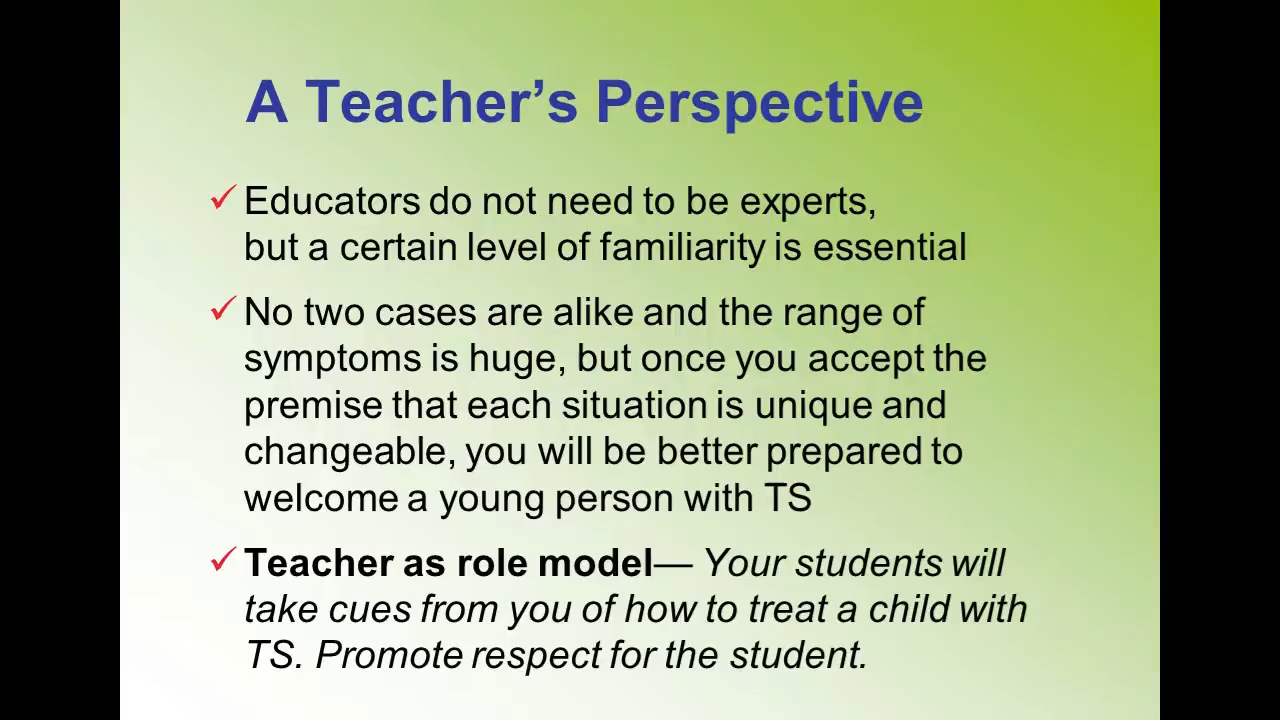 A Teacher’s Perspective
Educators do not need to be experts,
but a certain level of familiarity is essential
No two cases are alike and the range of
symptoms is huge, but once you accept the
premise that each situation is unique and
changeable, you will be better prepared to
welcome a young person with TS
Teacher as role model— Your students will
take cues from you of how to treat a child with
TS. Promote respect for the student.